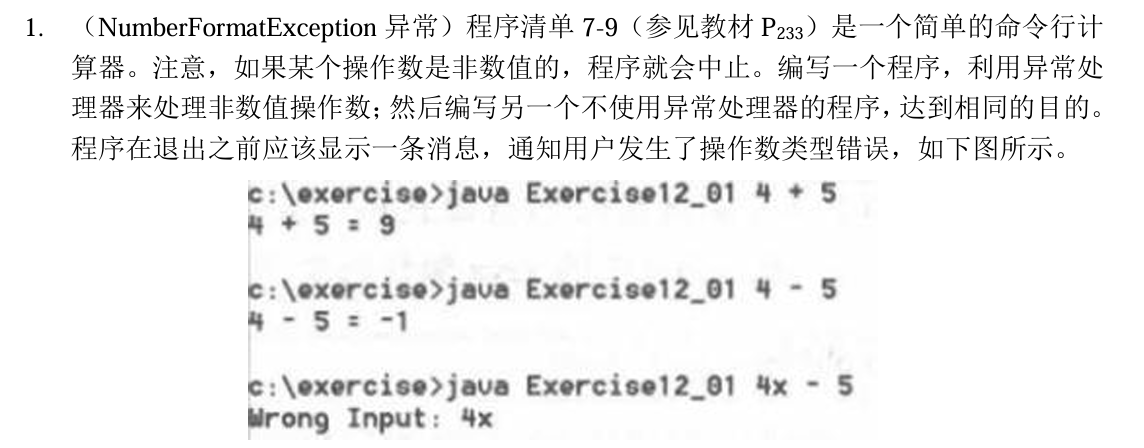 1. （NumberFormatException 异常）程序清单 7-9（参见教材 P233）是一个简单的命令行计
算器。注意，如果某个操作数是非数值的，程序就会中止。编写一个程序，利用异常处
理器来处理非数值操作数；然后编写另一个不使用异常处理器的程序，达到相同的目的。
程序在退出之前应该显示一条消息，通知用户发生了操作数类型错误，如下图所示。
c:\exercise>java Exercise12_01 4 + 5
4 + 5 = 9
c:\exercise>java Exercise12_01 4 - 5
4 - 5 = -1
c:\exercise>java Exercise12_01 4x - 5
Wrong Input: 4x